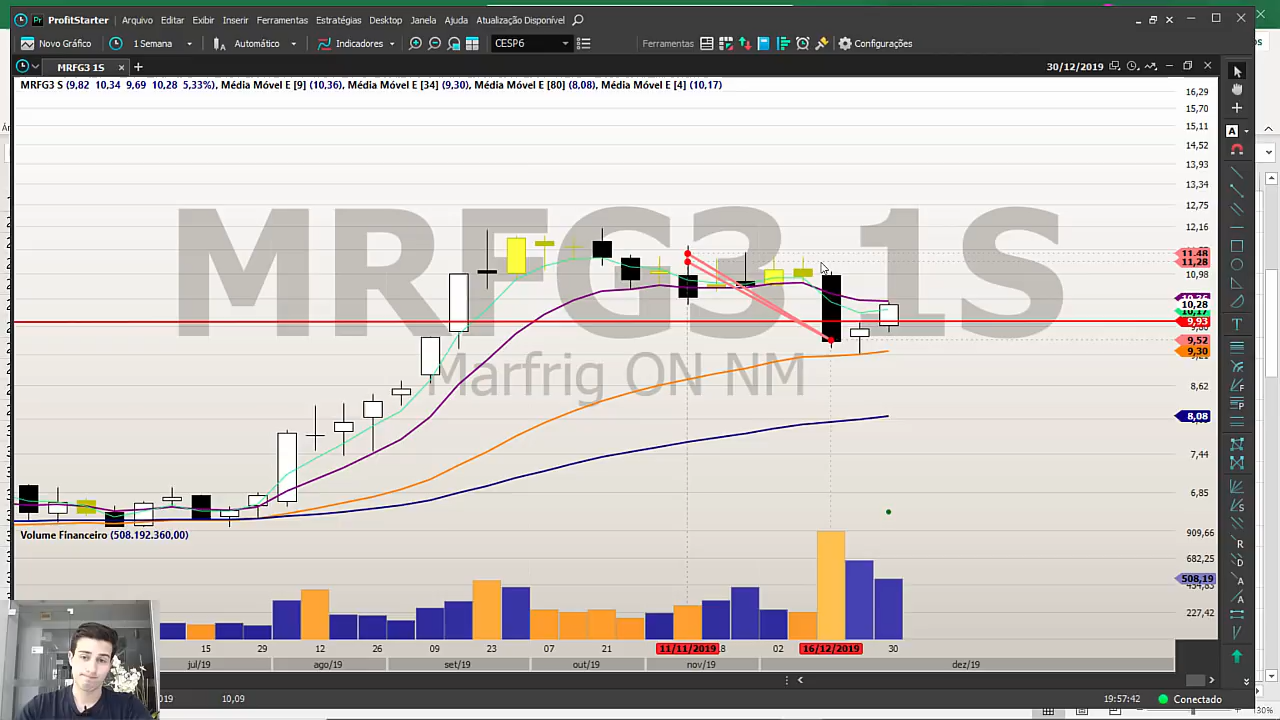 ProfitStarter Arquivo Editar Exibir Inserir Ferramentas Estratégias Desktop Janela Ajuda Atualização Disponível
Novo Gráfico 1 Semana Automático Indicadores CESP6 Ferramentas Configurações
MRFG3 1S 30/12/2019
MRFG3 S (9,82 10,34 9,69 10,28 5,33%), Média Móvel E [9] (10,36), Média Móvel E [34] (9,30), Média Móvel E [80] (8,08), Média Móvel E [4] (10,17)
16,29
15,70
15,11
14,52
13,93
13,34
12,75
12,16
11,48
11,28
10,98
10,28
10,17
9,93
9,52
9,30
8,62
8,08
7,44
6,85
MRFG3 1S
Marfrig ON NM
Volume Financeiro (508.192.360,00)
909,66
682,25
508,19
227,42
15 29 12 26 09 23 07 21 11/11/2019 8 02 16/12/2019 30
jul/19 ago/19 set/19 out/19 nov/19 dez/19
019 10,09 19:57:42 Conectado
30%